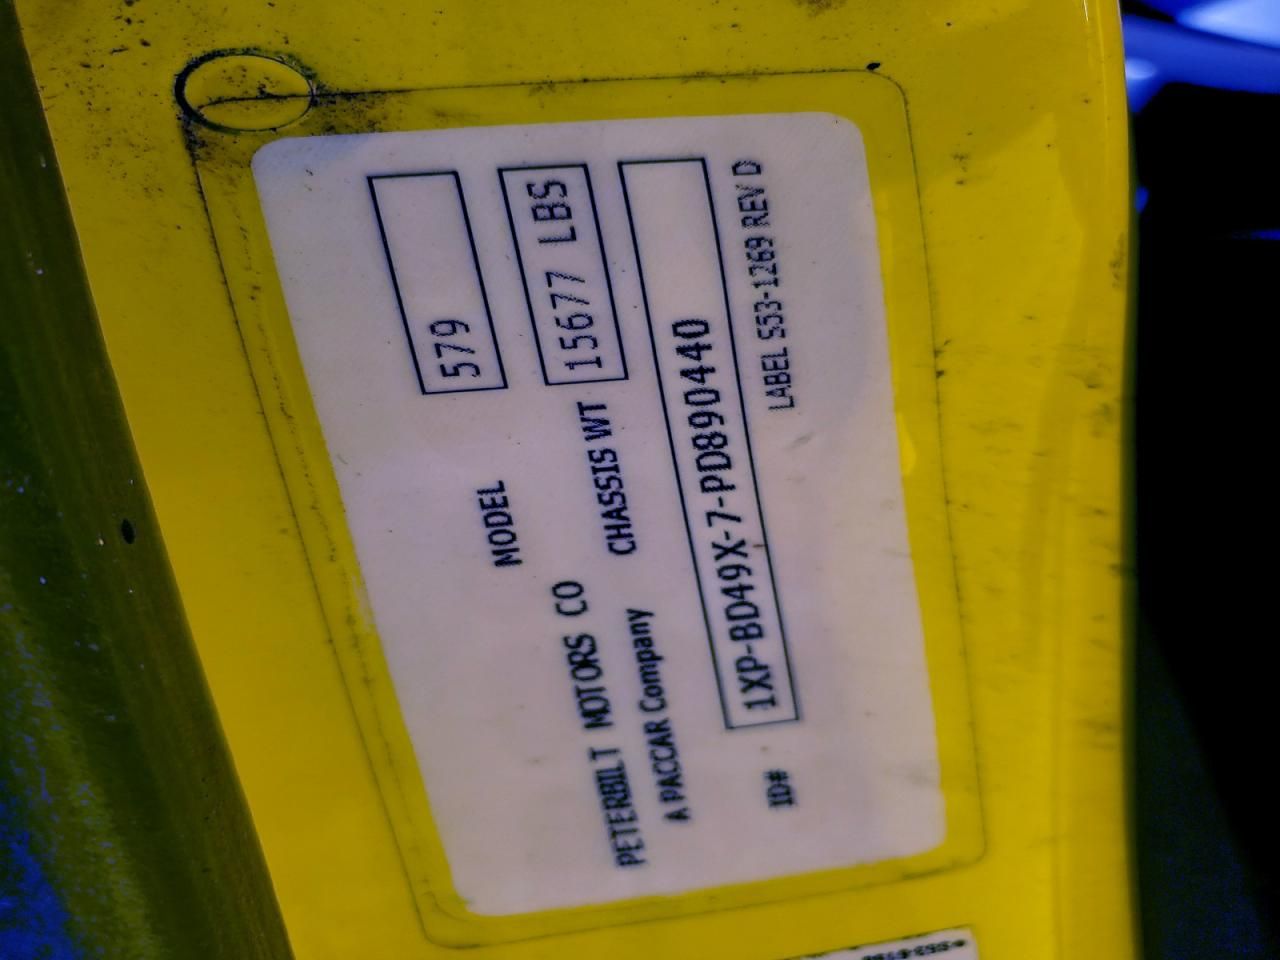 MODEL 579
PETERBILT MOTORS CO
A PACCAR Company CHASSIS WT 15677 LBS
ID# 1XP-BD49X-7-PD890440
LABEL S53-1269 REV D